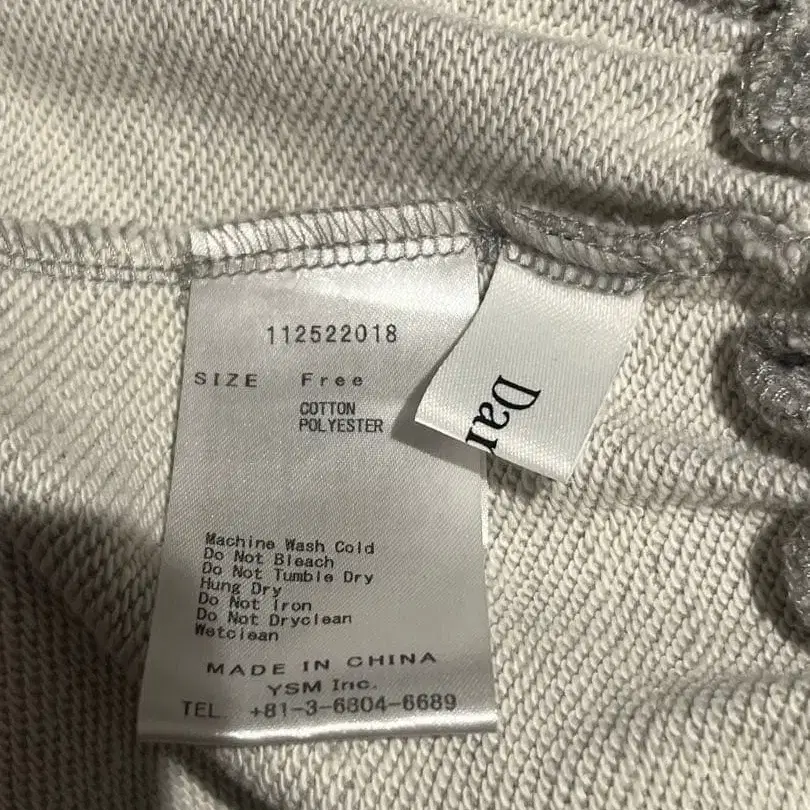 112522018
SIZE Free
COTTON
POLYESTER
Machine Wash Cold
Do Not Bleach
Do Not Tumble Dry
Hung Dry
Do Not Iron
Do Not Dryclean
Wetclean
MADE IN CHINA
YSM Inc.
TEL. +81-3-6804-6689
Dar